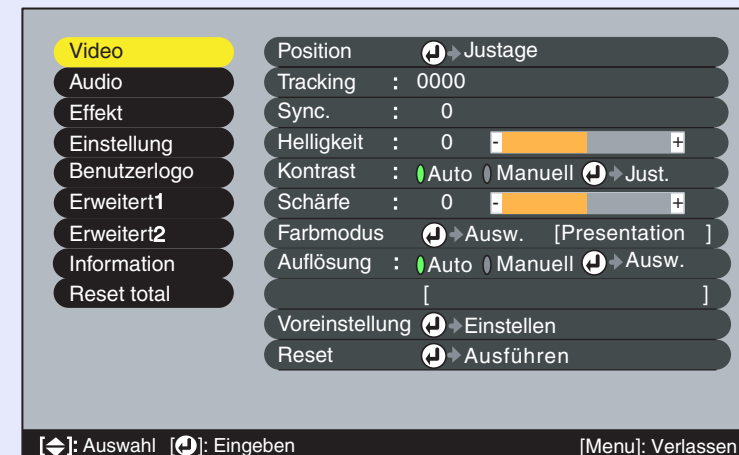 Video
Audio
Effekt
Einstellung
Benutzerlogo
Erweitert1
Erweitert2
Information
Reset total
Position Justage
Tracking : 0000
Sync. : 0
Helligkeit : 0 - +
Kontrast : Auto Manuell Just.
Schärfe : 0 - +
Farbmodus Ausw. [Presentation ]
Auflösung : Auto Manuell Ausw.
[ ]
Voreinstellung Einstellen
Reset Ausführen
[ ]: Auswahl [ ]: Eingeben [Menu]: Verlassen